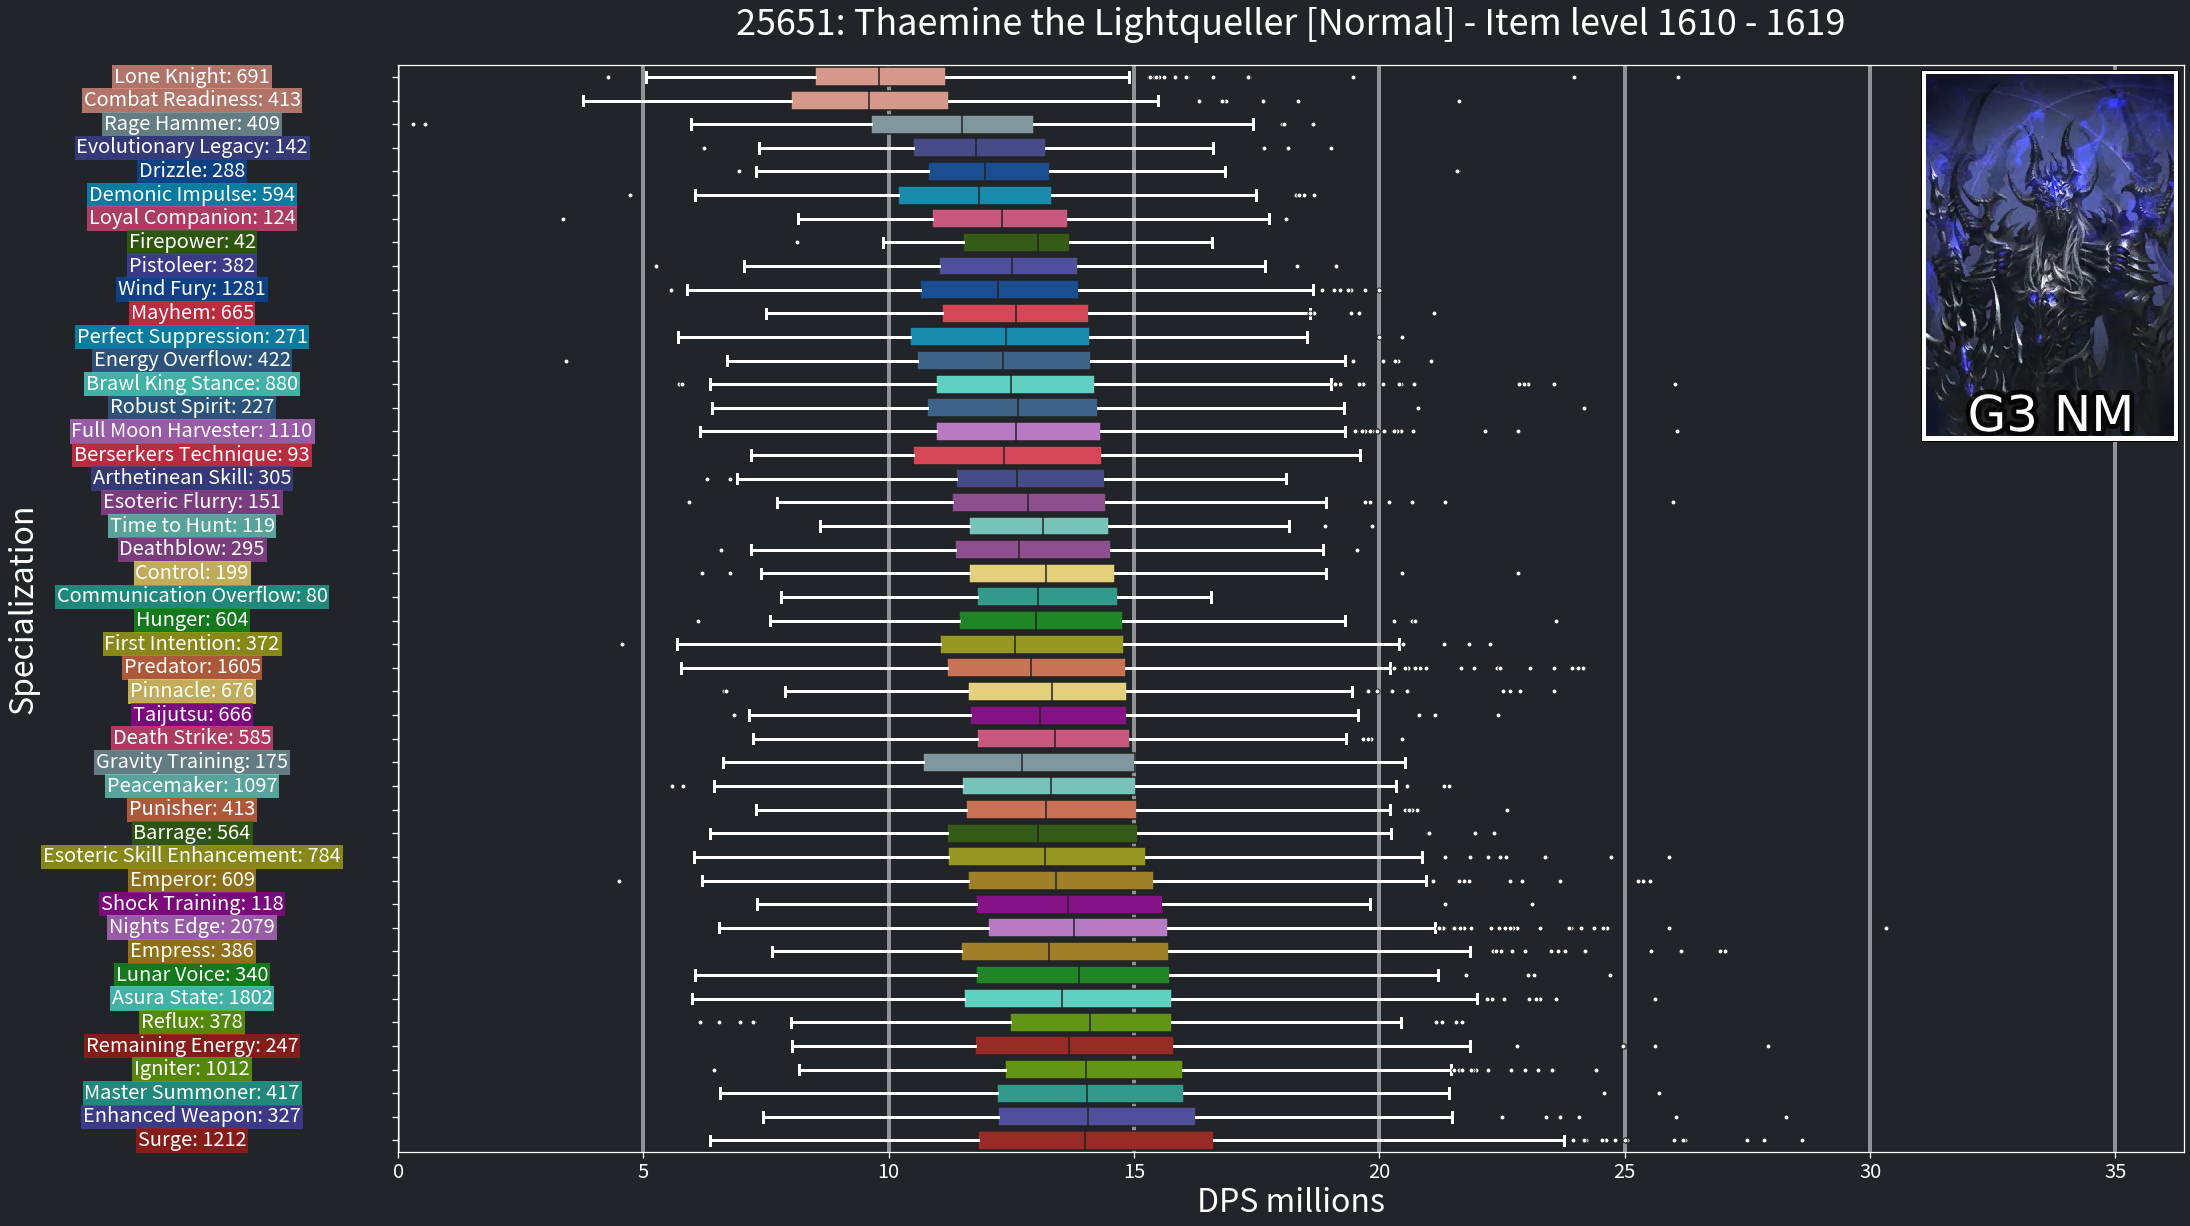 25651: Thaemine the Lightqueller [Normal] - Item level 1610 - 1619
Lone Knight: 691
Combat Readiness: 413
Rage Hammer: 409
Evolutionary Legacy: 142
Drizzle: 288
Demonic Impulse: 594
Loyal Companion: 124
Firepower: 42
Pistoleer: 382
Wind Fury: 1281
Mayhem: 665
Perfect Suppression: 271
Energy Overflow: 422
Brawl King Stance: 880
Robust Spirit: 227
Full Moon Harvester: 1110
Berserkers Technique: 93
Arthetinean Skill: 305
Esoteric Flurry: 151
Time to Hunt: 119
Deathblow: 295
Control: 199
Communication Overflow: 80
Hunger: 604
First Intention: 372
Predator: 1605
Pinnacle: 676
Taijutsu: 666
Death Strike: 585
Gravity Training: 175
Peacemaker: 1097
Punisher: 413
Barrage: 564
Esoteric Skill Enhancement: 784
Emperor: 609
Shock Training: 118
Nights Edge: 2079
Empress: 386
Lunar Voice: 340
Asura State: 1802
Reflux: 378
Remaining Energy: 247
Igniter: 1012
Master Summoner: 417
Enhanced Weapon: 327
Surge: 1212
Specialization
G3 NM
0 5 10 15 20 25 30 35
DPS millions